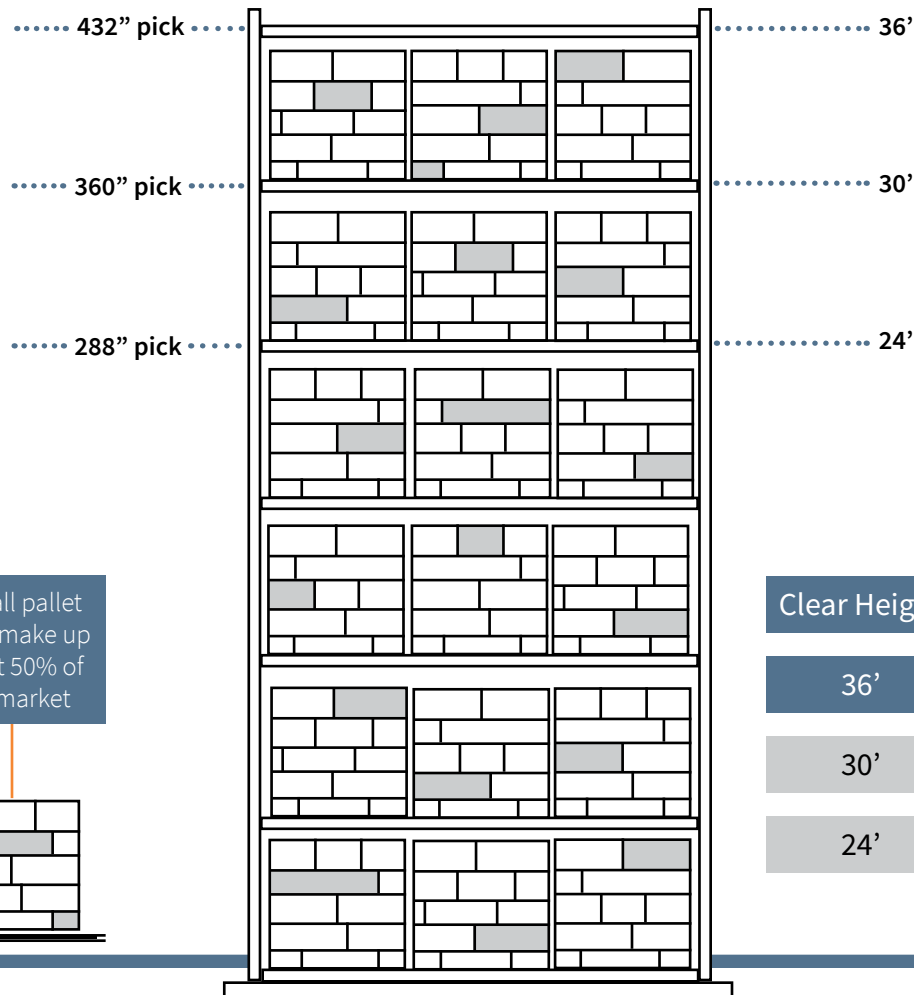 432” pick
36’
360” pick
30’
288” pick
24’
pallet
make up
50% of
market
Clear
36’
30’
24’